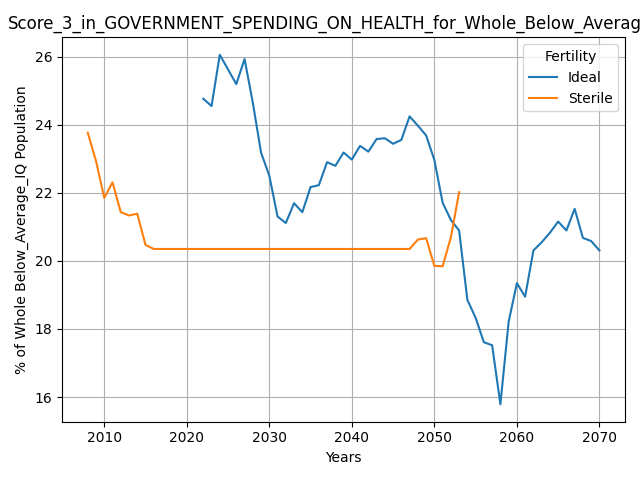 Score_3_in_GOVERNMENT_SPENDING_ON_HEALTH_for_Whole_Below_Averag
Fertility
Ideal
Sterile
% of Whole Below_Average_IQ Population
26
24
22
20
18
16
2010
2020
2030
2040
2050
2060
2070
Years